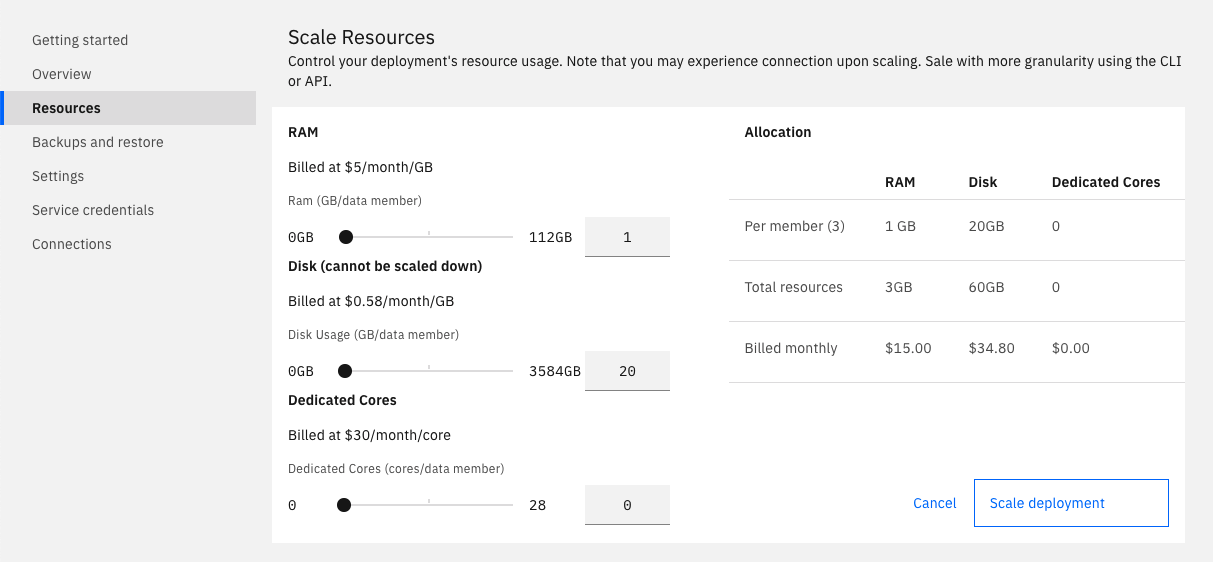 Getting started
Overview
Resources
Backups and restore
Settings
Service credentials
Connections
Scale Resources
Control your deployment's resource usage. Note that you may experience connection upon scaling. Sale with more granularity using the CLI
or API.
RAM
Billed at $5/month/GB
Ram (GB/data member)
0GB 112GB 1
Disk (cannot be scaled down)
Billed at $0.58/month/GB
Disk Usage (GB/data member)
0GB 3584GB 20
Dedicated Cores
Billed at $30/month/core
Dedicated Cores (cores/data member)
0 28 0
Allocation
RAM Disk Dedicated Cores
Per member (3) 1 GB 20GB 0
Total resources 3GB 60GB 0
Billed monthly $15.00 $34.80 $0.00
Cancel Scale deployment